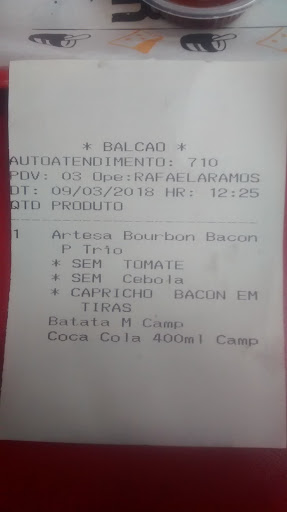 * BALCAO *
AUTOATENDIMENTO: 710
PDV: 03 Ope:RAFAELARAMOS
DT: 09/03/2018 HR: 12:25
QTD PRODUTO
1 Artesa Bourbon Bacon
P Trio
* SEM TOMATE
* SEM Cebola
* CAPRICHO BACON EM
TIRAS
Batata M Camp
Coca Cola 400ml Camp